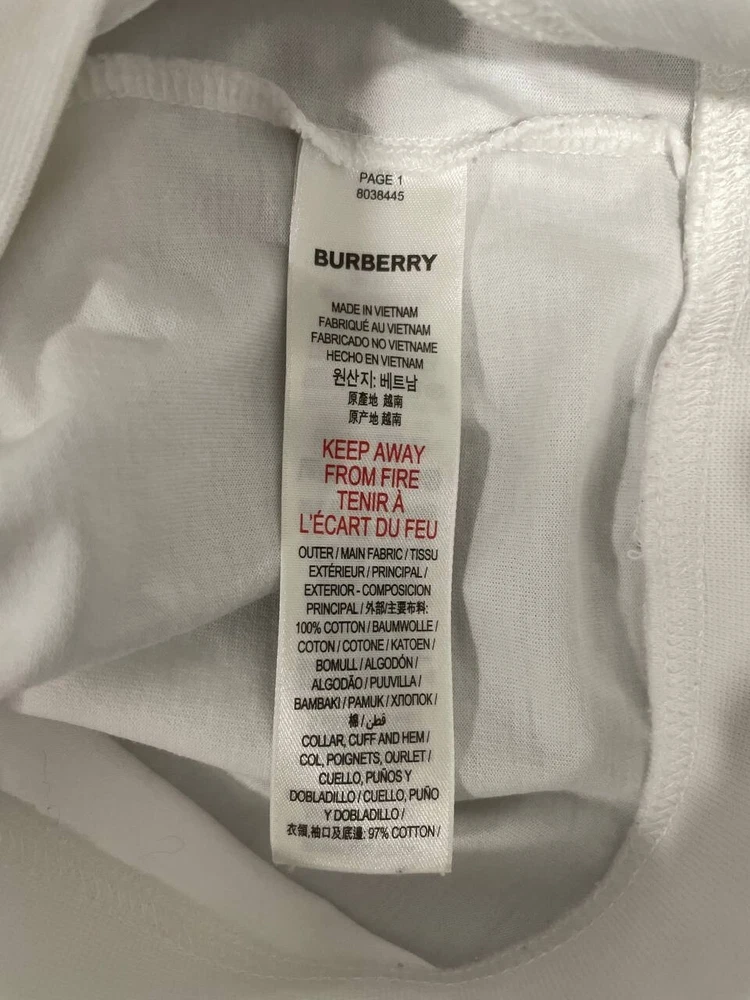 PAGE 1
8038445
BURBERRY
MADE IN VIETNAM
FABRIQUÉ AU VIETNAM
FABRICADO NO VIETNAME
HECHO EN VIETNAM
원산지: 베트남
原產地 越南
原产地 越南
KEEP AWAY
FROM FIRE
TENIR À
L'ÉCART DU FEU
OUTER / MAIN FABRIC / TISSU
EXTÉRIEUR / PRINCIPAL /
EXTERIOR - COMPOSICION
PRINCIPAL / 外部/主要布料:
100% COTTON / BAUMWOLLE /
COTON / COTONE / KATOEN /
BOMULL / ALGODÓN /
ALGODÃO / PUUVILLA /
BAMBAKI / PAMUK / ХЛОПОК /
棉 / قطن
COLLAR, CUFF AND HEM /
COL, POIGNETS, OURLET /
CUELLO, PUÑOS Y
DOBLADILLO / CUELLO, PUÑO
Y DOBLADILLO /
衣領,袖口及底邊: 97% COTTON /